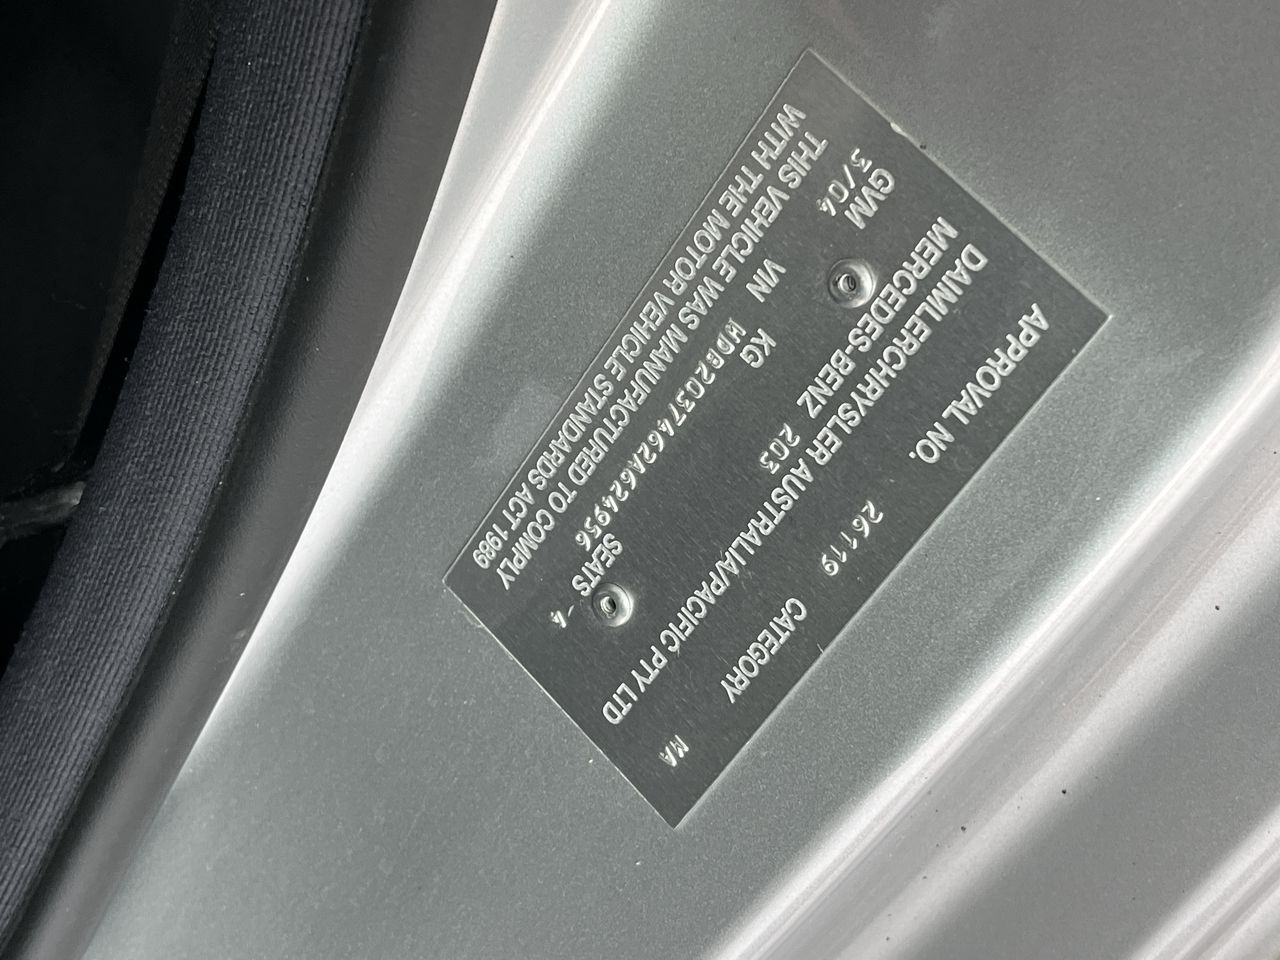 APPROVAL NO. 26119 CATEGORY MA
DAIMLERCHRYSLER AUSTRALIA/PACIFIC PTY LTD
MERCEDES-BENZ 203
GVM KG SEATS -4
3/04 VIN WDB2037462A624956
THIS VEHICLE WAS MANUFACTURED TO COMPLY
WITH THE MOTOR VEHICLE STANDARDS ACT 1989